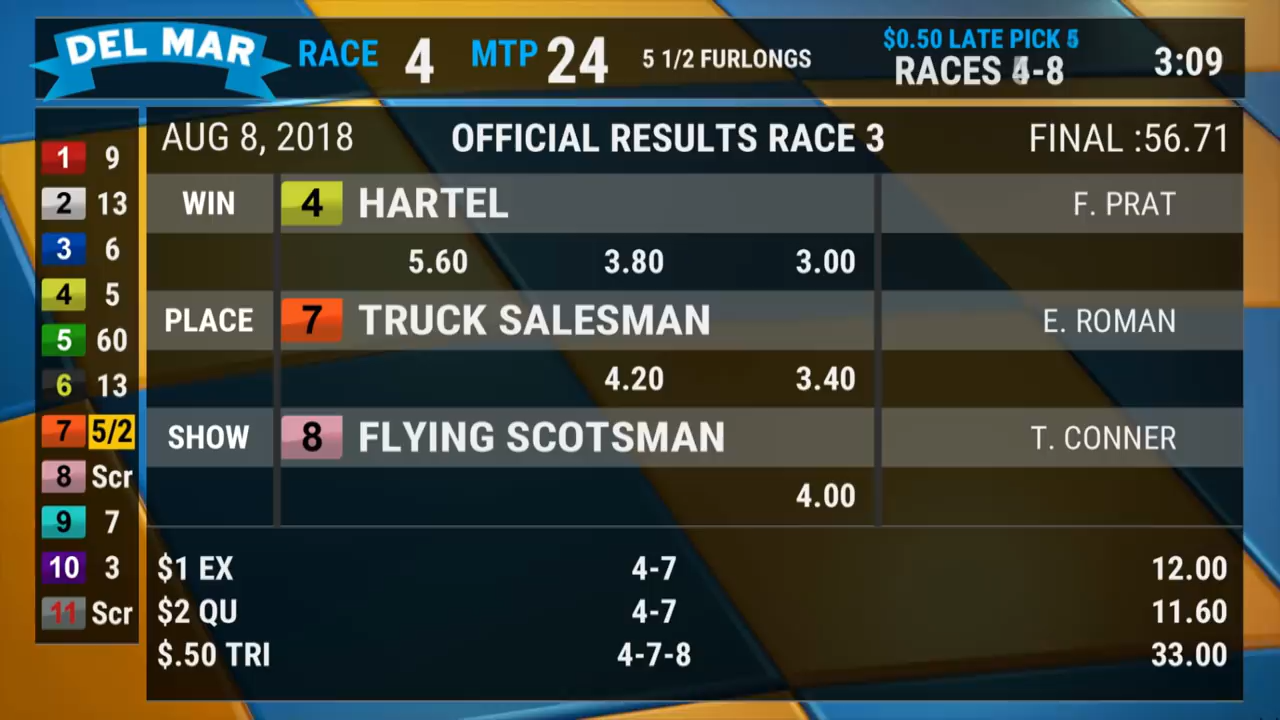 DEL MAR RACE 4 MTP 24 5 1/2 FURLONGS $0.50 LATE PICK 5 3:09
RACES 4-8
AUG 8, 2018 OFFICIAL RESULTS RACE 3 FINAL :56.71
1 9
2 13
3 6
4 5
5 60
6 13
7 5/2
8 Scr
9 7
10 3
11 Scr
WIN 4 HARTEL F. PRAT
5.60 3.80 3.00
PLACE 7 TRUCK SALESMAN E. ROMAN
4.20 3.40
SHOW 8 FLYING SCOTSMAN T. CONNER
4.00
$1 EX 4-7 12.00
$2 QU 4-7 11.60
$.50 TRI 4-7-8 33.00